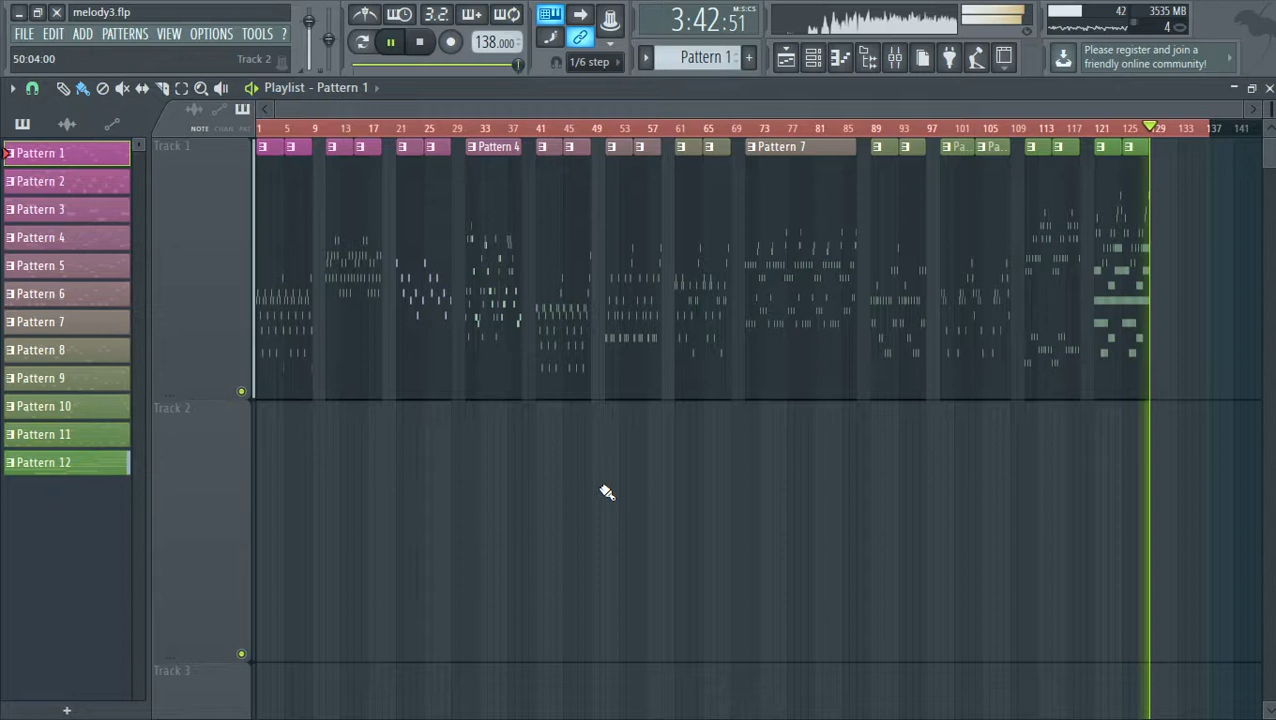 melody3.flp
FILE EDIT ADD PATTERNS VIEW OPTIONS TOOLS ?
50:04:00 Track 2
3.2.
138.000
1/6 step
3:42:51
M:S:CS
Pattern 1
42
3535 MB
4
Please register and join a
friendly online community!
Playlist - Pattern 1
NOTE CHAN PAT
1 5 9 13 17 21 25 29 33 37 41 45 49 53 57 61 65 69 73 77 81 85 89 93 97 101 105 109 113 117 121 125 29 133 137 141
Pattern 1
Pattern 2
Pattern 3
Pattern 4
Pattern 5
Pattern 6
Pattern 7
Pattern 8
Pattern 9
Pattern 10
Pattern 11
Pattern 12
Track 1
Pattern 4
Pattern 7
Pa..
Pa..
Track 2
Track 3